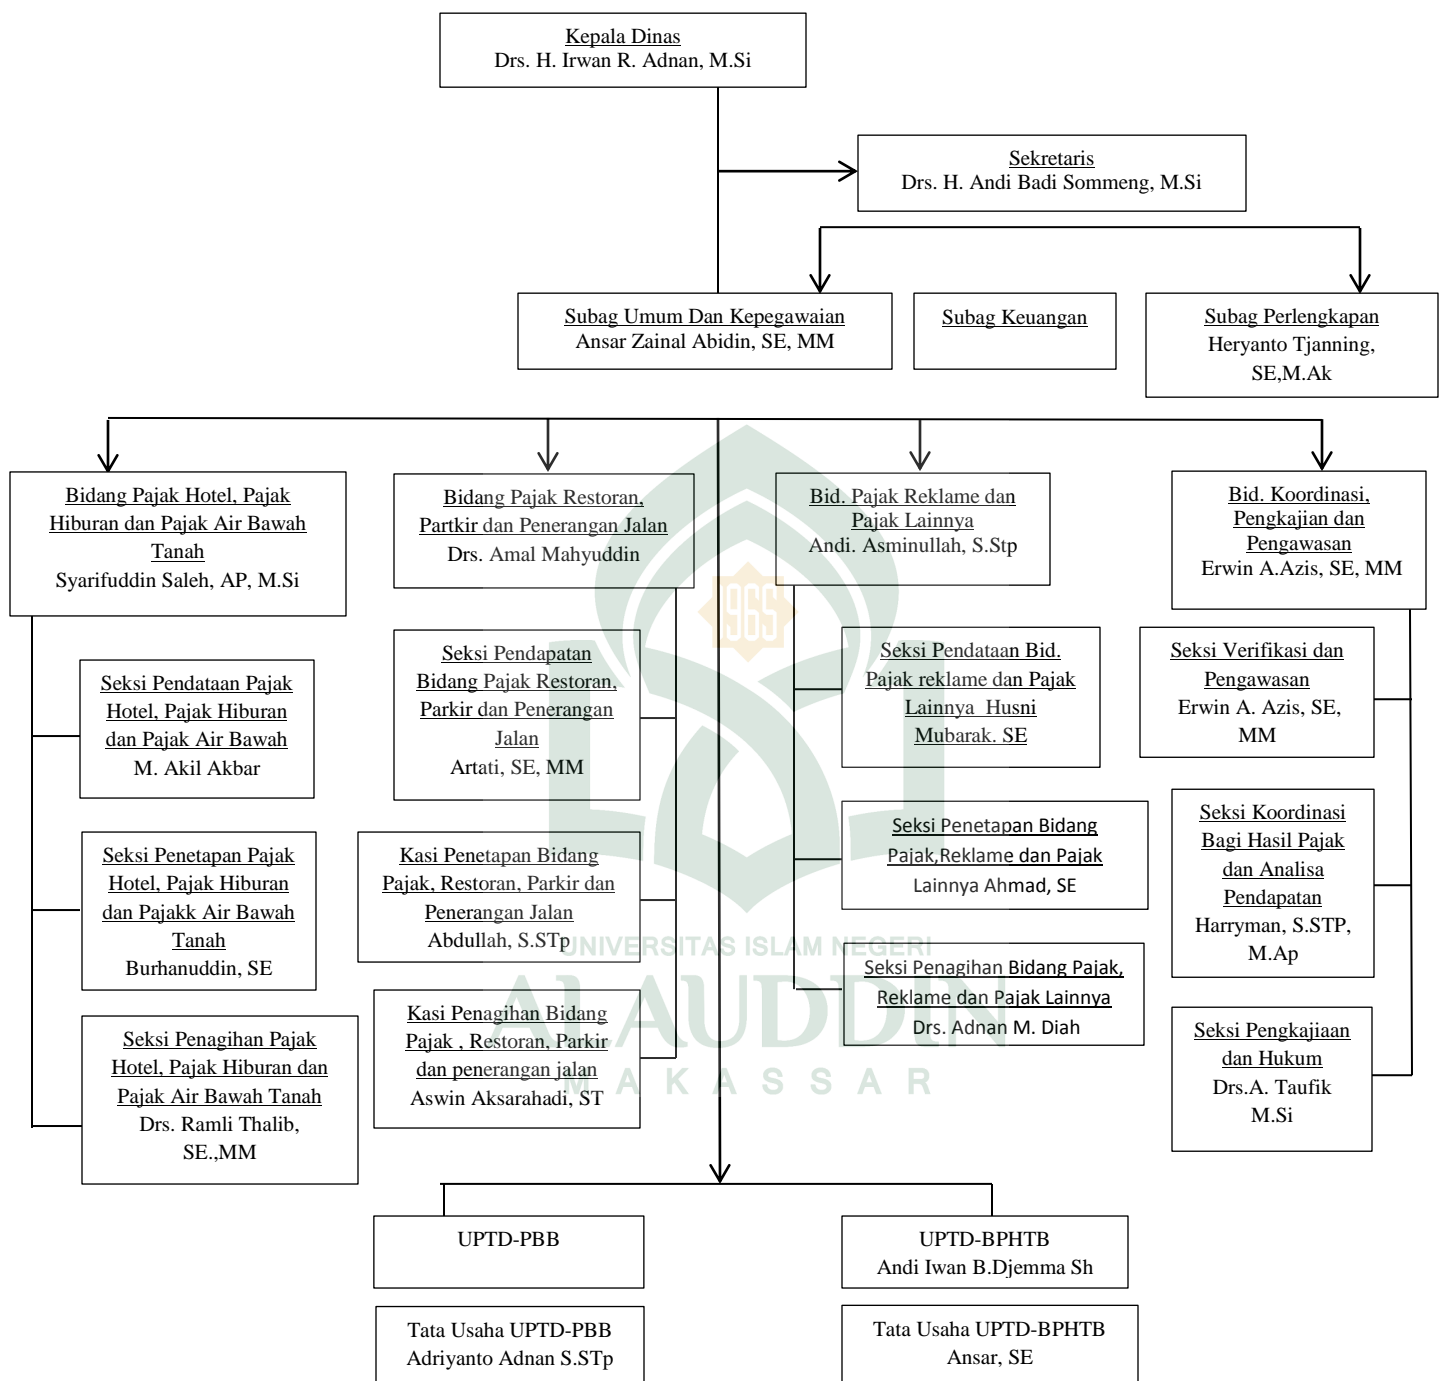 Kepala Dinas
Drs. H. Irwan R. Adnan, M.Si
Sekretaris
Drs. H. Andi Badi Sommeng, M.Si
Subag Umum Dan Kepegawaian
Ansar Zainal Abidin, SE, MM
Subag Keuangan
Subag Perlengkapan
Heryanto Tjanning,
SE,M.Ak
Bidang Pajak Hotel, Pajak
Hiburan dan Pajak Air Bawah
Tanah
Syarifuddin Saleh, AP, M.Si
Bidang Pajak Restoran,
Partkir dan Penerangan Jalan
Drs. Amal Mahyuddin
Bid. Pajak Reklame dan
Pajak Lainnya
Andi. Asminullah, S.Stp
Bid. Koordinasi,
Pengkajian dan
Pengawasan
Erwin A.Azis, SE, MM
Seksi Pendataan Pajak
Hotel, Pajak Hiburan
dan Pajak Air Bawah
M. Akil Akbar
Seksi Pendapatan
Bidang Pajak Restoran,
Parkir dan Penerangan
Jalan
Artati, SE, MM
Seksi Pendataan Bid.
Pajak reklame dan Pajak
Lainnya Husni
Mubarak. SE
Seksi Verifikasi dan
Pengawasan
Erwin A. Azis, SE,
MM
Seksi Penetapan Pajak
Hotel, Pajak Hiburan
dan Pajakk Air Bawah
Tanah
Burhanuddin, SE
Kasi Penetapan Bidang
Pajak, Restoran, Parkir dan
Penerangan Jalan
Abdullah, S.STp
Seksi Penetapan Bidang
Pajak,Reklame dan Pajak
Lainnya Ahmad, SE
Seksi Koordinasi
Bagi Hasil Pajak
dan Analisa
Pendapatan
Harryman, S.STP,
M.Ap
Seksi Penagihan Pajak
Hotel, Pajak Hiburan dan
Pajak Air Bawah Tanah
Drs. Ramli Thalib,
SE.,MM
Kasi Penagihan Bidang
Pajak , Restoran, Parkir
dan penerangan jalan
Aswin Aksarahadi, ST
Seksi Penagihan Bidang Pajak,
Reklame dan Pajak Lainnya
Drs. Adnan M. Diah
Seksi Pengkajiaan
dan Hukum
Drs.A. Taufik
M.Si
UPTD-PBB
UPTD-BPHTB
Andi Iwan B.Djemma Sh
Tata Usaha UPTD-PBB
Adriyanto Adnan S.STp
Tata Usaha UPTD-BPHTB
Ansar, SE
1965
UNIVERSITAS ISLAM NEGERI
ALAUDDIN
MAKASSAR